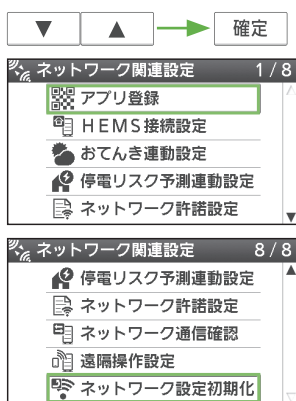 ▼ ▲ 確定
ネットワーク関連設定 1/8
アプリ登録
HEMS接続設定
おてんき連動設定
停電リスク予測連動設定
ネットワーク許諾設定
ネットワーク関連設定 8/8
停電リスク予測連動設定
ネットワーク許諾設定
ネットワーク通信確認
遠隔操作設定
ネットワーク設定初期化